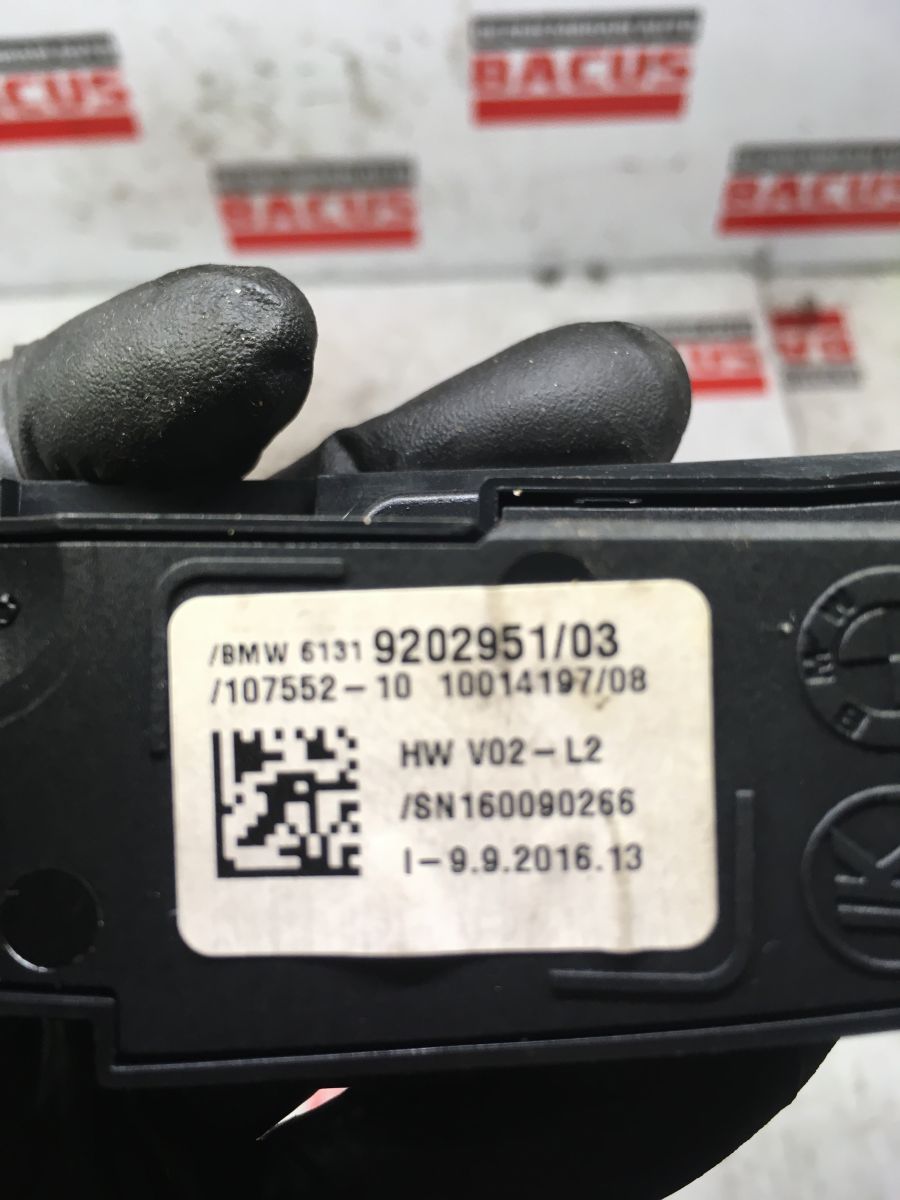 BACUS
BACUS
BACUS
BACUS
/BMW 6131 9202951/03
/107552-10 10014197/08
HW V02-L2
/SN160090266
I-9.9.2016.13
BMW
K